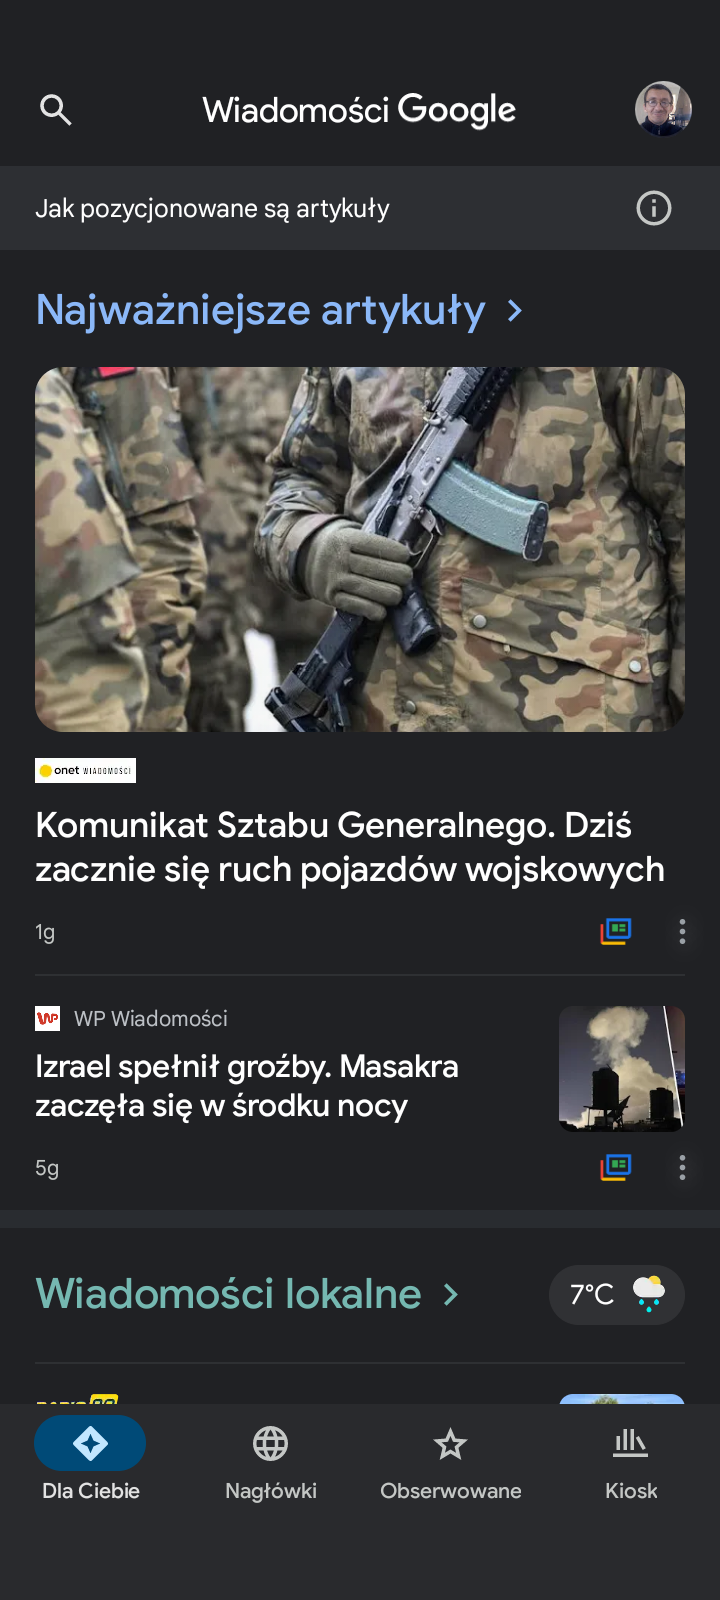 Wiadomości Google
Jak pozycjonowane są artykuły
Najważniejsze artykuły
onet WIADOMOŚCI
Komunikat Sztabu Generalnego. Dziś
zacznie się ruch pojazdów wojskowych
1g
WP WP Wiadomości
Izrael spełnił groźby. Masakra
zaczęła się w środku nocy
5g
Wiadomości lokalne
7°C
Dla Ciebie
Nagłówki
Obserwowane
Kiosk